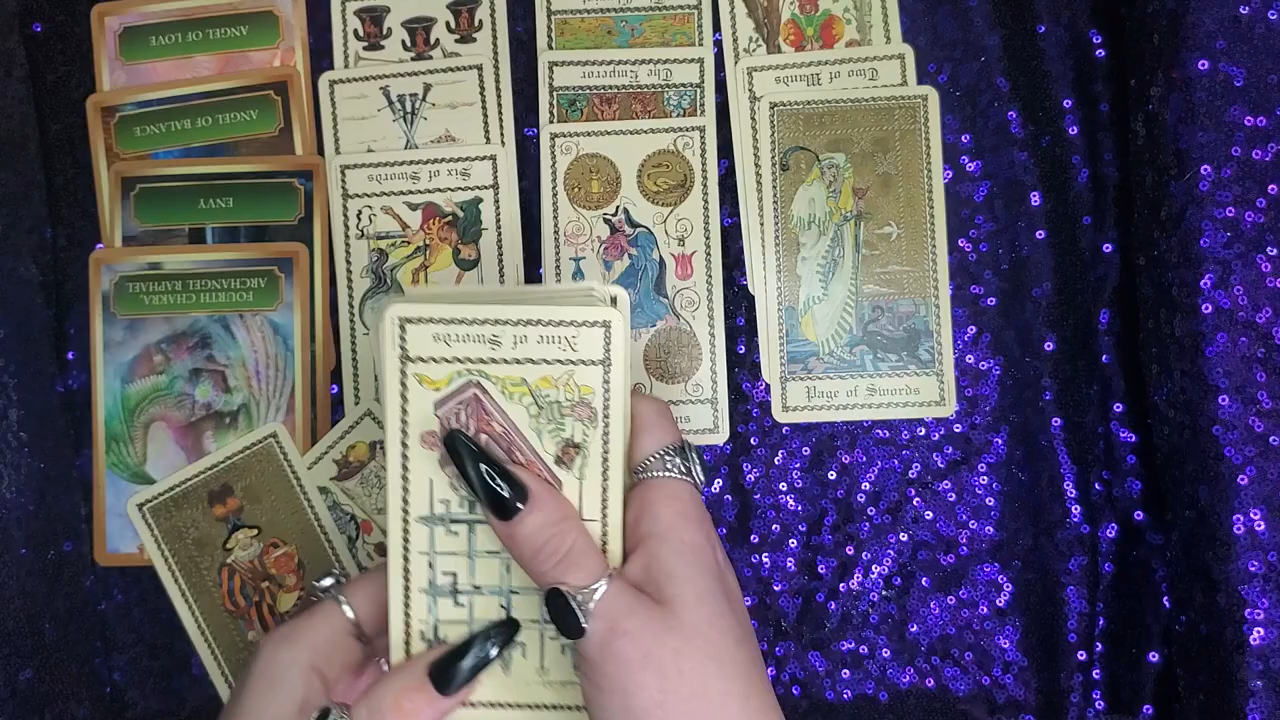 ANGEL OF LOVE
ANGEL OF BALANCE
ENVY
FOURTH CHAKRA,
ARCHANGEL RAPHAEL
Six of Swords
The Emperor
Two of Wands
Page of Swords
Nine of Swords